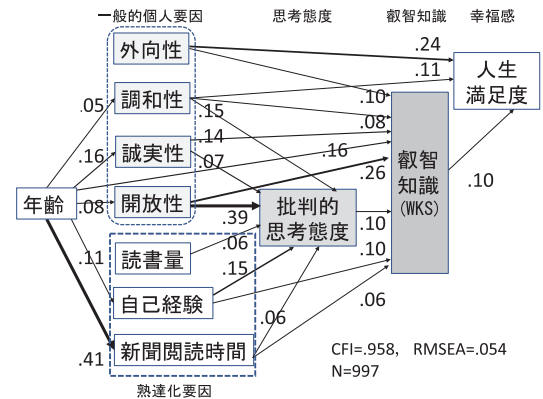 一般的個人要因
思考態度
叡智知識
幸福感
外向性
調和性
誠実性
開放性
年齢
読書量
自己経験
新聞閲読時間
熟達化要因
批判的
思考態度
叡智
知識
(WKS)
人生
満足度
.24
.11
.10
.08
.05
.15
.14
.16
.07
.16
.26
.08
.39
.10
.10
.06
.11
.15
.10
.06
.06
.41
CFI=.958, RMSEA=.054
N=997